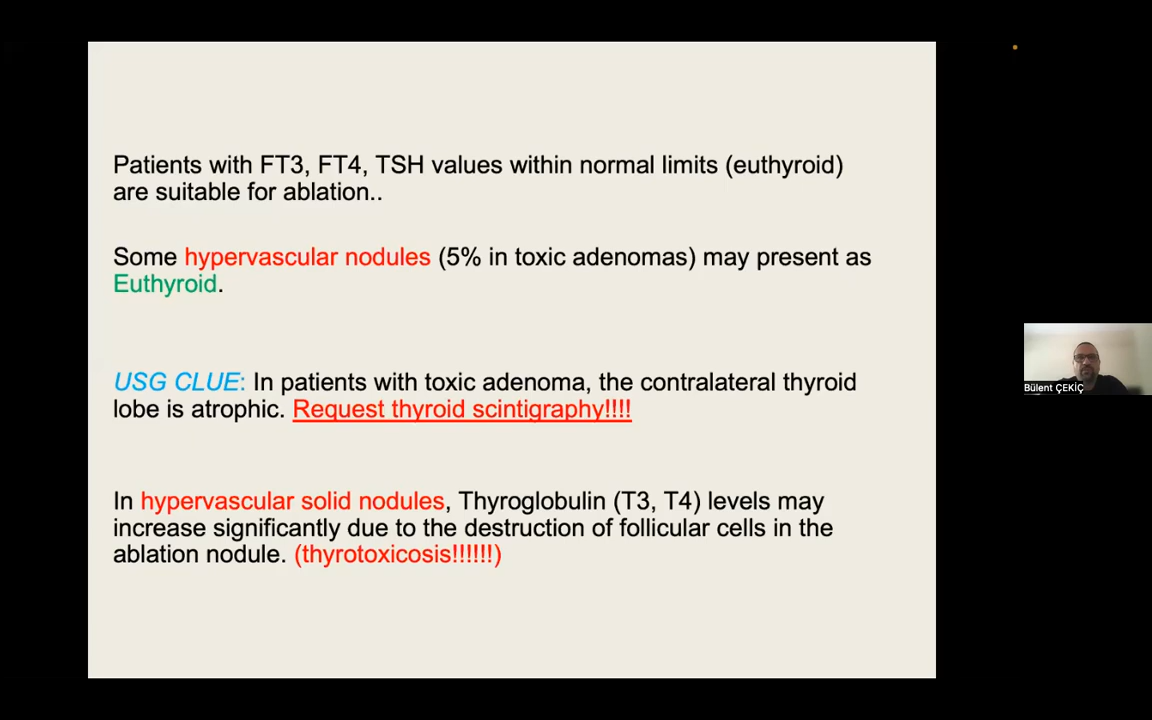 Patients with FT3, FT4, TSH values within normal limits (euthyroid)
are suitable for ablation..
Some hypervascular nodules (5% in toxic adenomas) may present as
Euthyroid.
USG CLUE: In patients with toxic adenoma, the contralateral thyroid
lobe is atrophic. Request thyroid scintigraphy!!!!
In hypervascular solid nodules, Thyroglobulin (T3, T4) levels may
increase significantly due to the destruction of follicular cells in the
ablation nodule. (thyrotoxicosis!!!!!!)
Bülent ÇEKİÇ